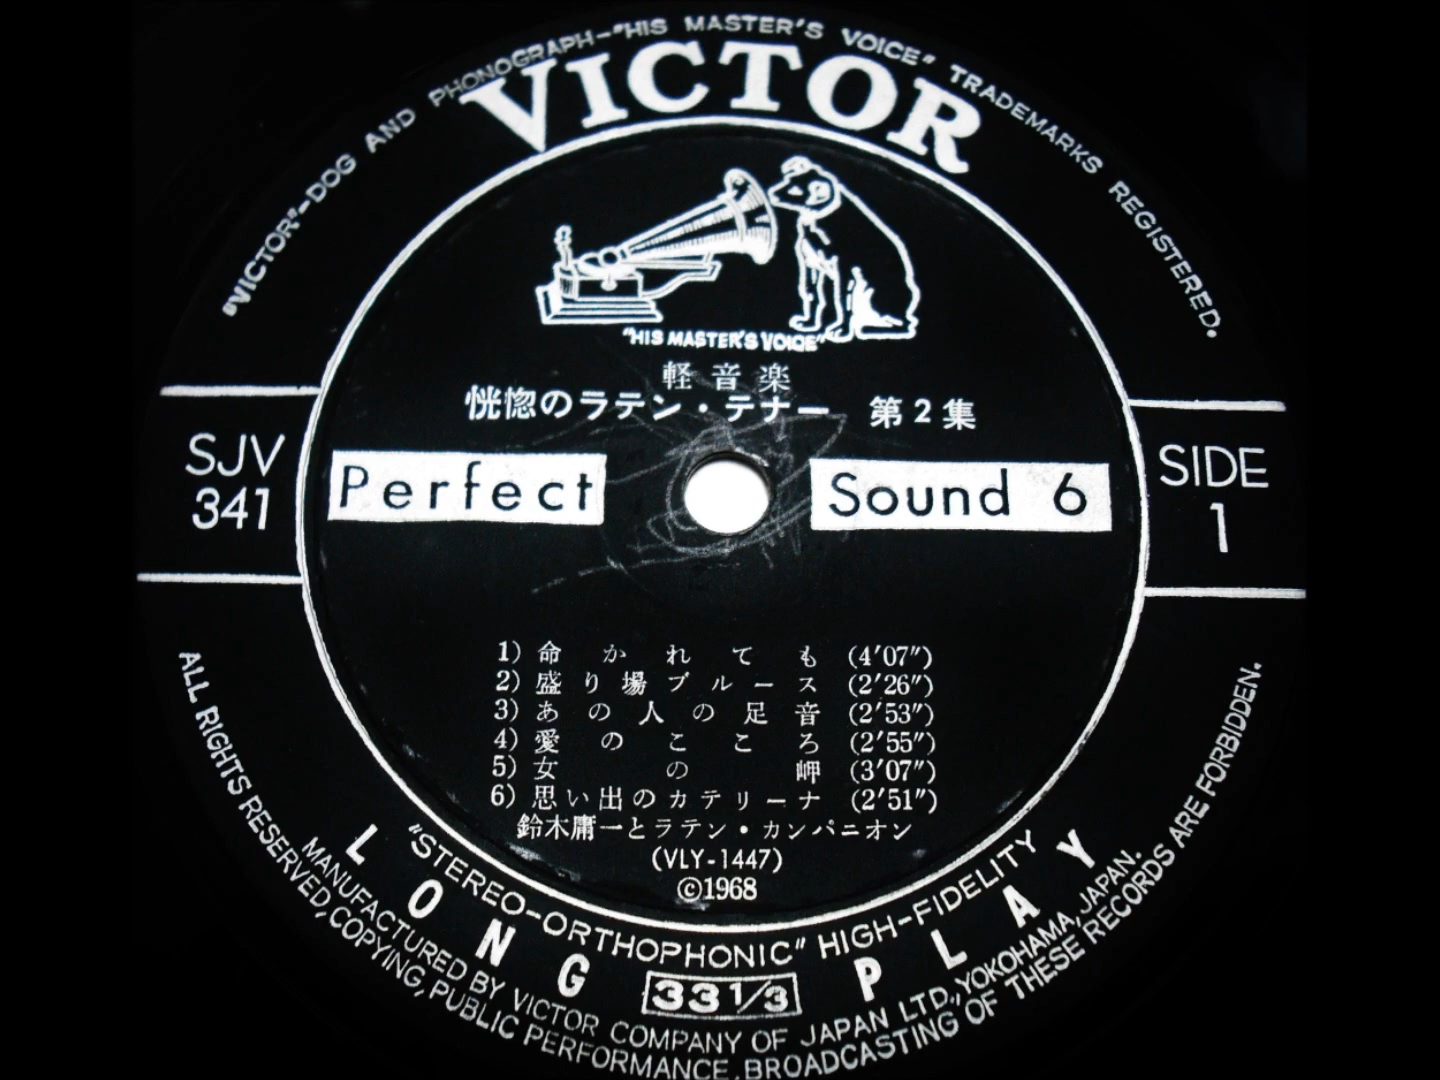 "VICTOR"-DOG AND PHONOGRAPH-"HIS MASTER'S VOICE" TRADEMARKS REGISTERED.
VICTOR
"HIS MASTER'S VOICE"
軽音楽
恍惚のラテン・テナー 第2集
SJV
341
Perfect Sound 6
SIDE
1
1) 命かれても (4'07")
2) 盛り場ブルース (2'26")
3) あの人の足音 (2'53")
4) 愛のこころ (2'55")
5) 女の岬 (3'07")
6) 思い出のカテリーナ (2'51")
鈴木庸一とラテン・カンパニオン
(VLY-1447)
©1968
"STEREO-ORTHOPHONIC" HIGH-FIDELITY
LONG 33 1/3 PLAY
MANUFACTURED BY VICTOR COMPANY OF JAPAN LTD., YOKOHAMA, JAPAN.
ALL RIGHTS RESERVED, COPYING, PUBLIC PERFORMANCE, BROADCASTING OF THESE RECORDS ARE FORBIDDEN.